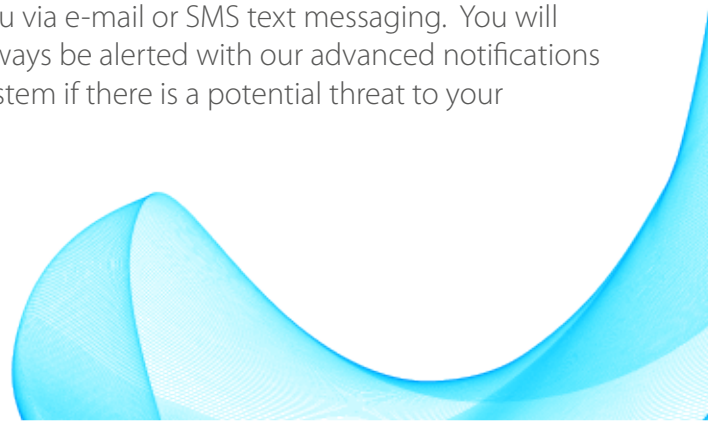 u via e-mail or SMS text messaging.  You will
ways be alerted with our advanced notifications
stem if there is a potential threat to your